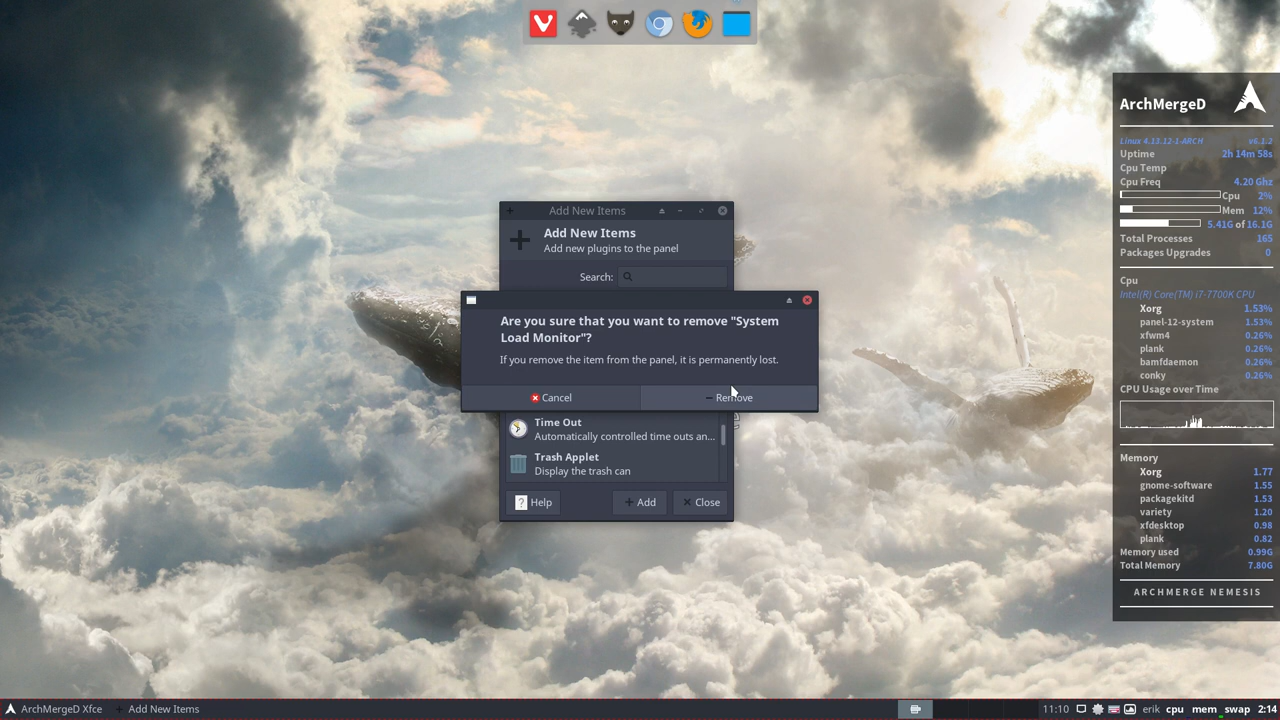 ArchMergeD
Linux 4.13.12-1-ARCH v6.1.2
Uptime 2h 14m 58s
Cpu Temp
Cpu Freq 4.20 Ghz
Cpu 2%
Mem 12%
5.41G of 16.1G
Total Processes 165
Packages Upgrades 0
Cpu
Intel(R) Core(TM) i7-7700K CPU
Xorg 1.53%
panel-12-system 1.53%
xfwm4 0.26%
plank 0.26%
bamfdaemon 0.26%
conky 0.26%
CPU Usage over Time
Memory
Xorg 1.77
gnome-software 1.55
packagekitd 1.53
variety 1.20
xfdesktop 0.98
plank 0.82
Memory used 0.99G
Total Memory 7.80G
ARCHMERGE NEMESIS
Add New Items
Add New Items
Add new plugins to the panel
Search:
Are you sure that you want to remove "System
Load Monitor"?
If you remove the item from the panel, it is permanently lost.
Cancel Remove
Time Out
Automatically controlled time outs an...
Trash Applet
Display the trash can
Help Add Close
ArchMergeD Xfce Add New Items 11:10 erik cpu mem swap 2:14